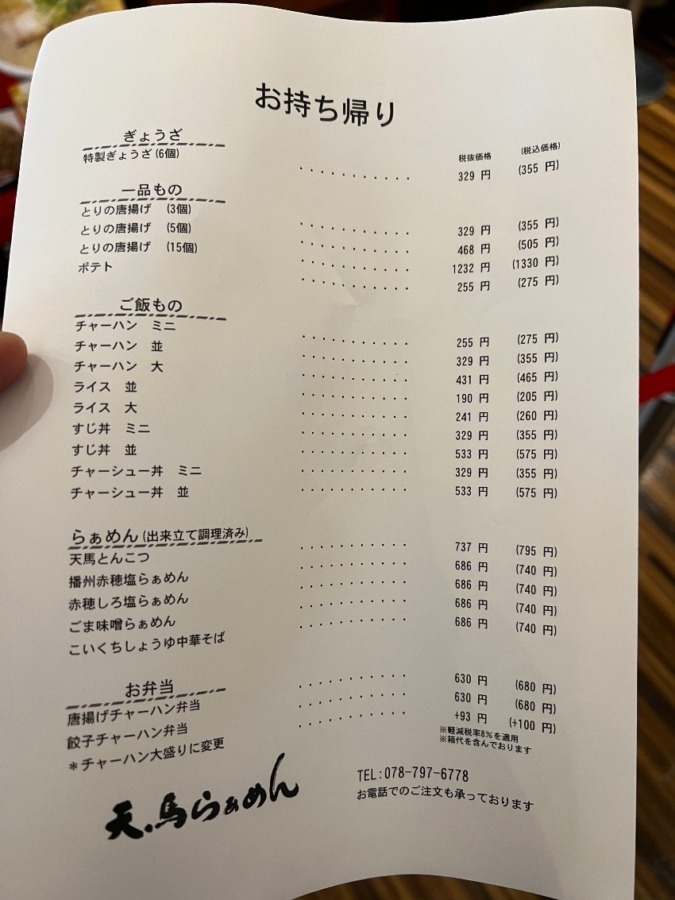 お持ち帰り
ぎょうざ
税抜価格 (税込価格)
特製ぎょうざ(6個) ........... 329 円 (355 円)
一品もの
とりの唐揚げ (3個) ........... 329 円 (355 円)
とりの唐揚げ (5個) ........... 468 円 (505 円)
とりの唐揚げ (15個) ........... 1232 円 (1330 円)
ポテト ........... 255 円 (275 円)
ご飯もの
チャーハン ミニ ........... 255 円 (275 円)
チャーハン 並 ........... 329 円 (355 円)
チャーハン 大 ........... 431 円 (465 円)
ライス 並 ........... 190 円 (205 円)
ライス 大 ........... 241 円 (260 円)
すじ丼 ミニ ........... 329 円 (355 円)
すじ丼 並 ........... 533 円 (575 円)
チャーシュー丼 ミニ ........... 329 円 (355 円)
チャーシュー丼 並 ........... 533 円 (575 円)
らぁめん(出来立て調理済み)
天馬とんこつ ........... 737 円 (795 円)
播州赤穂塩らぁめん ........... 686 円 (740 円)
赤穂しろ塩らぁめん ........... 686 円 (740 円)
ごま味噌らぁめん ........... 686 円 (740 円)
こいくちしょうゆ中華そば ........... 686 円 (740 円)
お弁当
唐揚げチャーハン弁当 ........... 630 円 (680 円)
餃子チャーハン弁当 ........... 630 円 (680 円)
*チャーハン大盛りに変更 ........... +93 円 (+100 円)
※軽減税率8%を適用
※箱代を含んでおります
天馬らぁめん
TEL:078-797-6778
お電話でのご注文も承っております